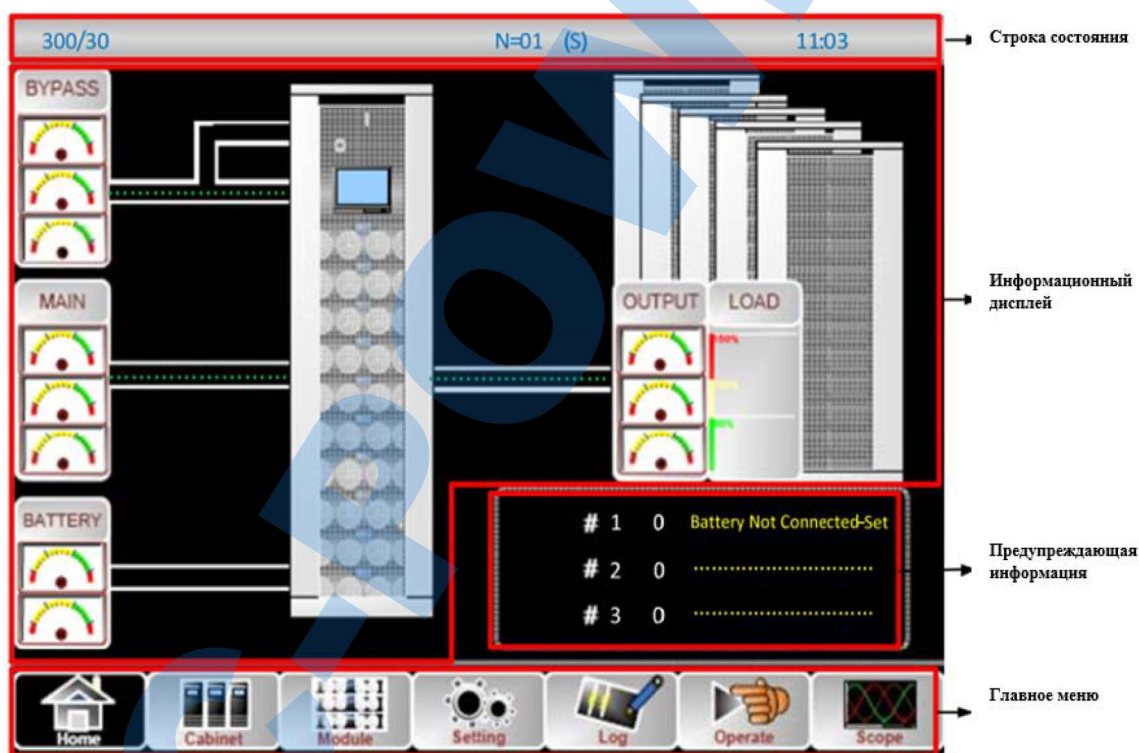 300/30 N=01 (S) 11:03
Строка состояния
BYPASS
Информационный
дисплей
MAIN
OUTPUT LOAD
BATTERY
# 1 0 Battery Not Connected-Set
# 2 0
# 3 0
Предупреждающая
информация
Home Cabinet Module Setting Log Operate Scope
Главное меню